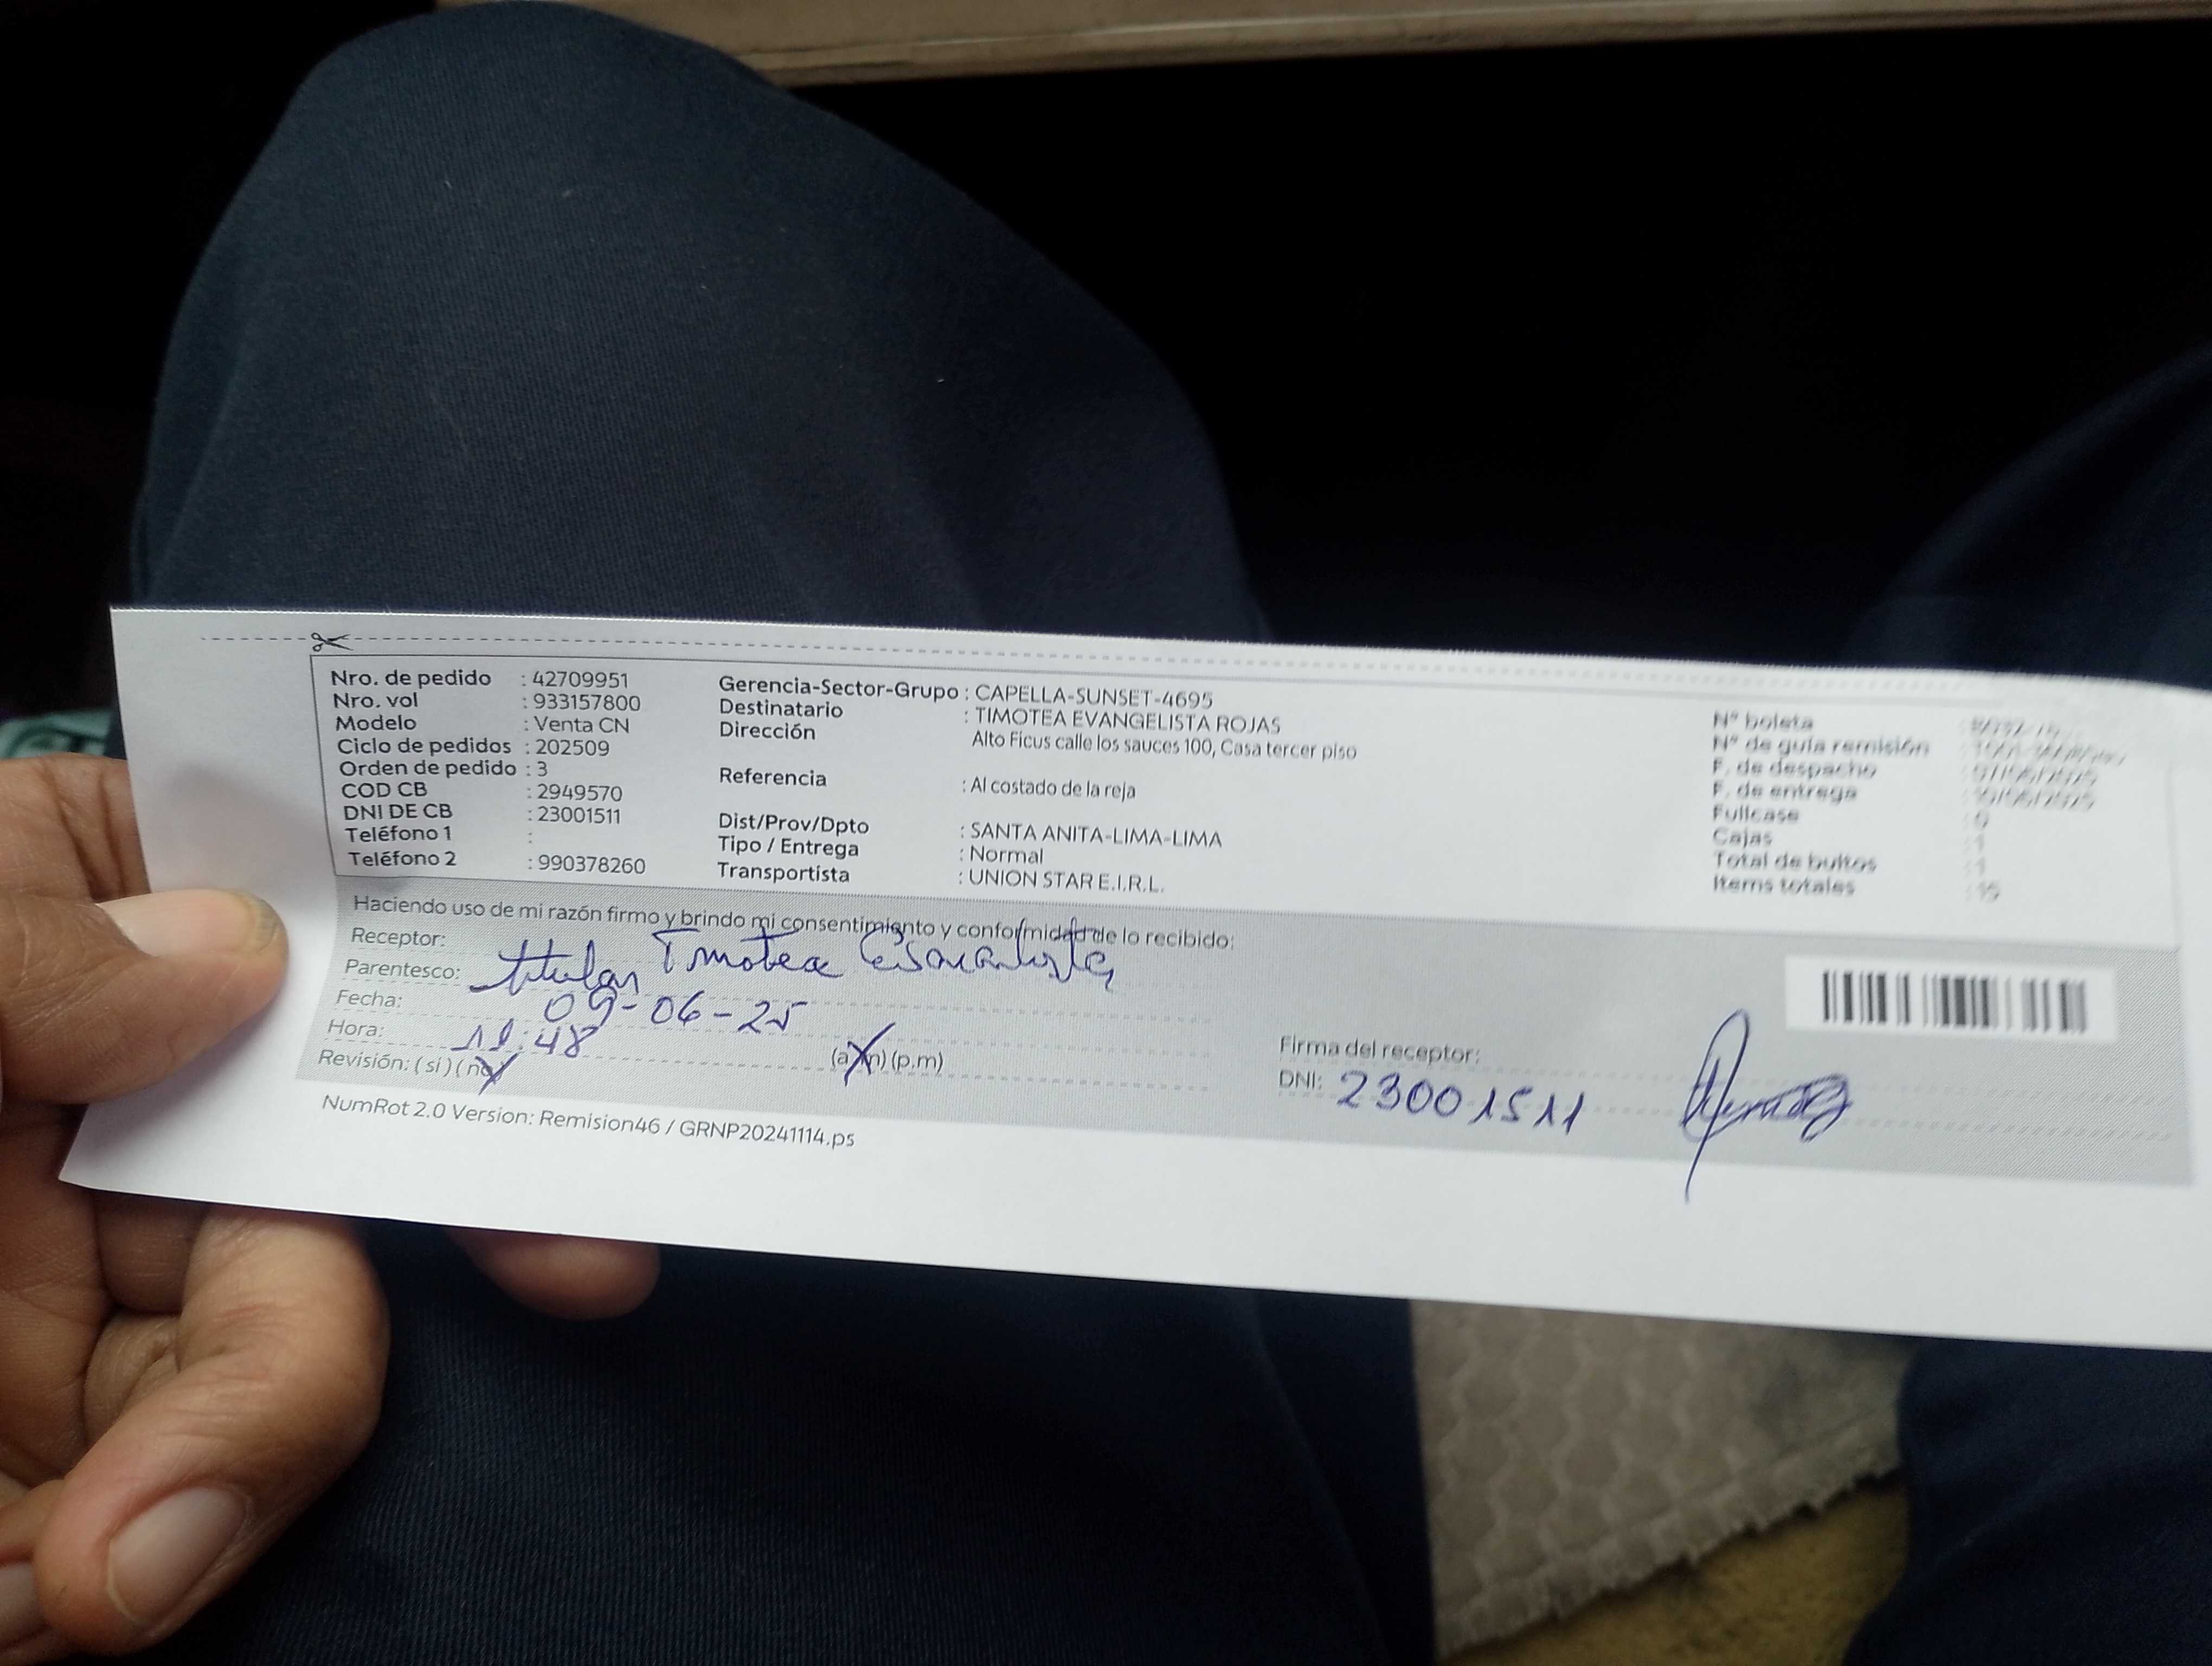 Nro. de pedido : 42709951
Nro. vol : 933157800
Modelo : Venta CN
Ciclo de pedidos : 202509
Orden de pedido : 3
COD CB : 2949570
DNI DE CB : 23001511
Teléfono 1 :
Teléfono 2 : 990378260
Gerencia-Sector-Grupo : CAPELLA-SUNSET-4695
Destinatario : TIMOTEA EVANGELISTA ROJAS
Dirección Alto Ficus calle los sauces 100, Casa tercer piso
Referencia : Al costado de la reja
Dist/Prov/Dpto : SANTA ANITA-LIMA-LIMA
Tipo / Entrega : Normal
Transportista : UNION STAR E.I.R.L.
N° boleta
N° de guía remisión
F. de despacho
F. de entrega
Fullcase : 0
Cajas : 1
Total de bultos : 1
Items totales : 15
Haciendo uso de mi razón firmo y brindo mi consentimiento y conformidad de lo recibido:
Receptor: Timotea
Parentesco: titular
Fecha: 09-06-25
Hora: :48 (a.m) (p.m)
Revisión: ( si ) ( no )
Firma del receptor:
DNI: 23001511
NumRot 2.0 Version: Remision46 / GRNP20241114.ps